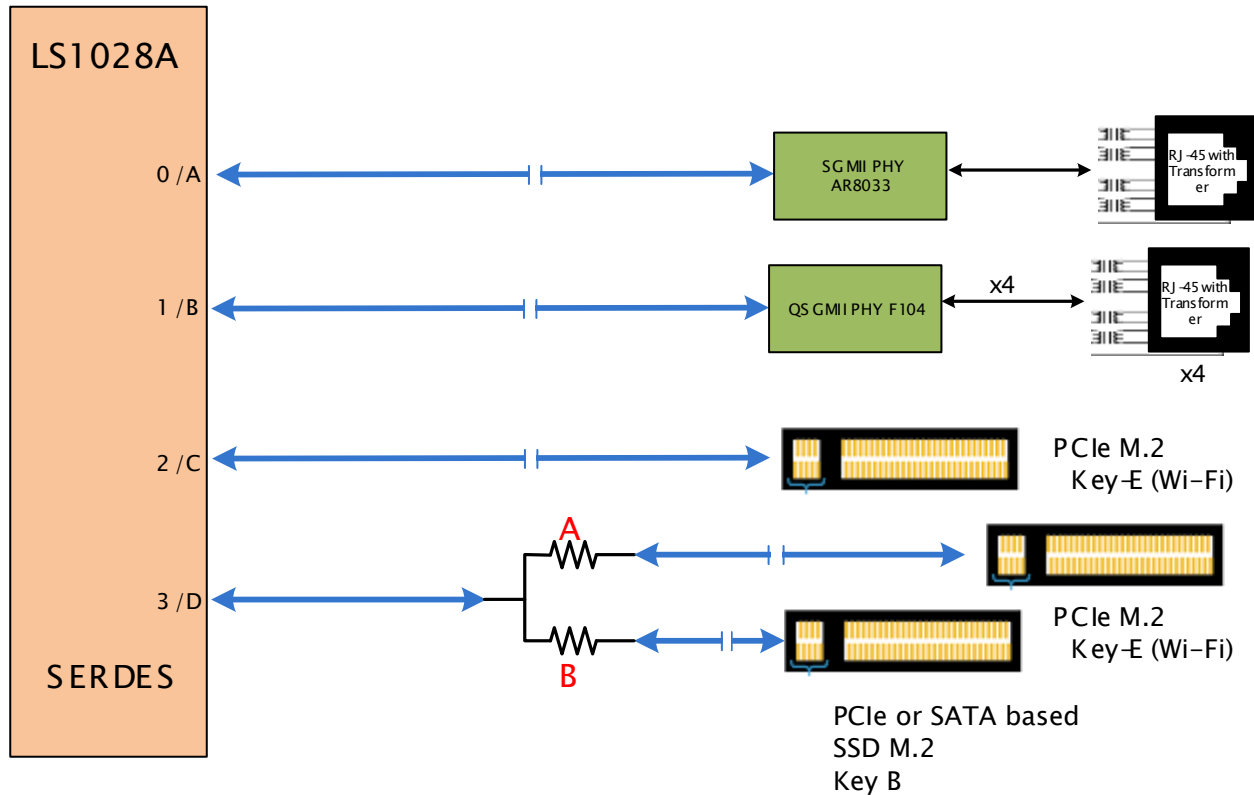 LS1028A
0 /A
SGMII PHY
AR8033
RJ-45 with
Transform
er
1 /B
QSGMII PHY F104
x4
RJ-45 with
Transform
er
x4
2 /C
PCIe M.2
Key-E (Wi-Fi)
A
3 /D
B
PCIe M.2
Key-E (Wi-Fi)
SERDES
PCIe or SATA based
SSD M.2
Key B